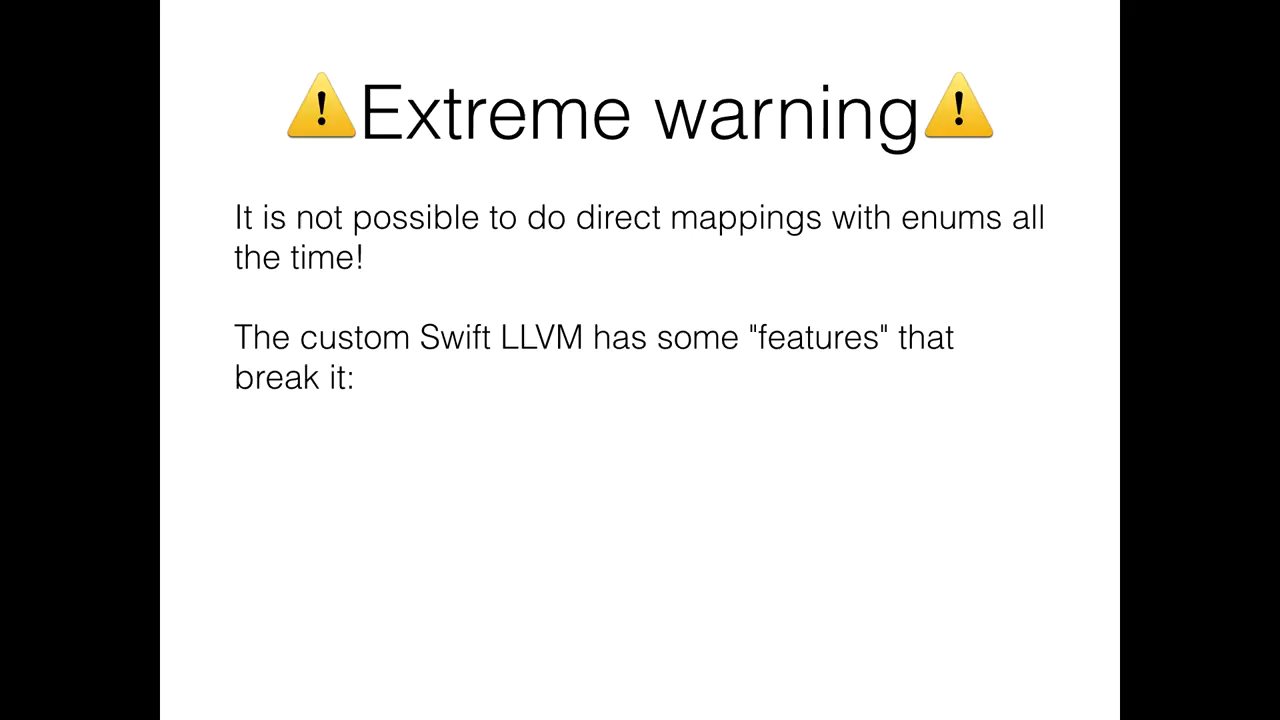 ⚠️Extreme warning⚠️
It is not possible to do direct mappings with enums all
the time!
The custom Swift LLVM has some "features" that
break it: